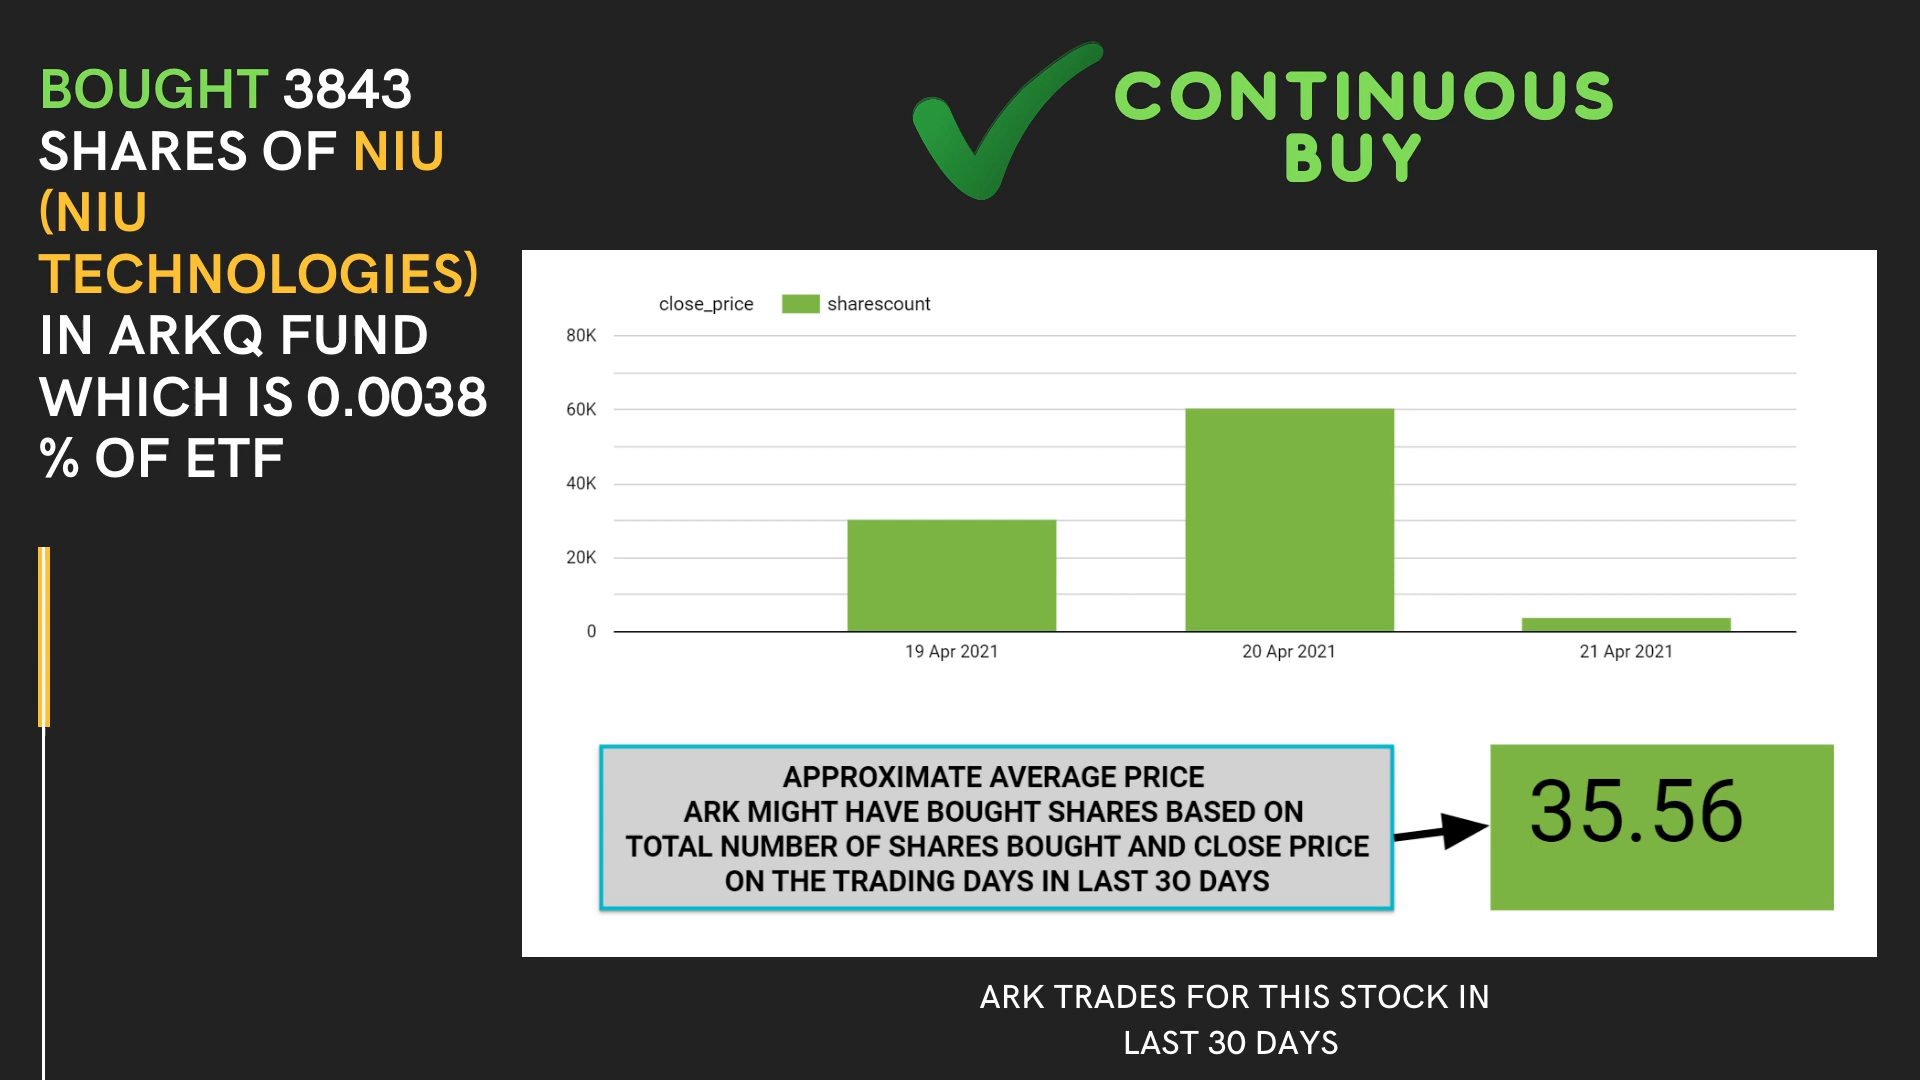 BOUGHT 3843
SHARES OF NIU
(NIU
TECHNOLOGIES)
IN ARKQ FUND
WHICH IS 0.0038
% OF ETF
CONTINUOUS
BUY
close_price sharescount
80K
60K
40K
20K
0
19 Apr 2021 20 Apr 2021 21 Apr 2021
APPROXIMATE AVERAGE PRICE
ARK MIGHT HAVE BOUGHT SHARES BASED ON
TOTAL NUMBER OF SHARES BOUGHT AND CLOSE PRICE
ON THE TRADING DAYS IN LAST 30 DAYS
35.56
ARK TRADES FOR THIS STOCK IN
LAST 30 DAYS